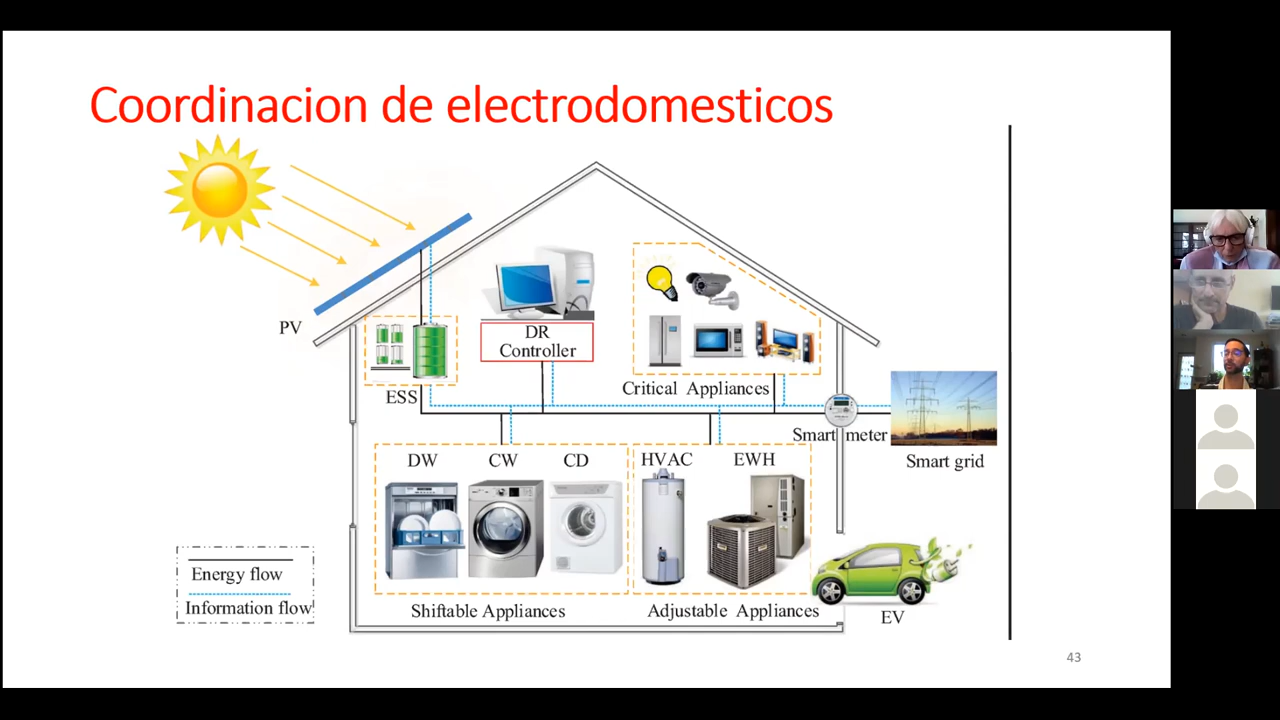 Coordinacion de electrodomesticos
PV
DR
Controller
ESS
Critical Appliances
Smart meter
Smart grid
DW
CW
CD
HVAC
EWH
Energy flow
Information flow
Shiftable Appliances
Adjustable Appliances
EV
43